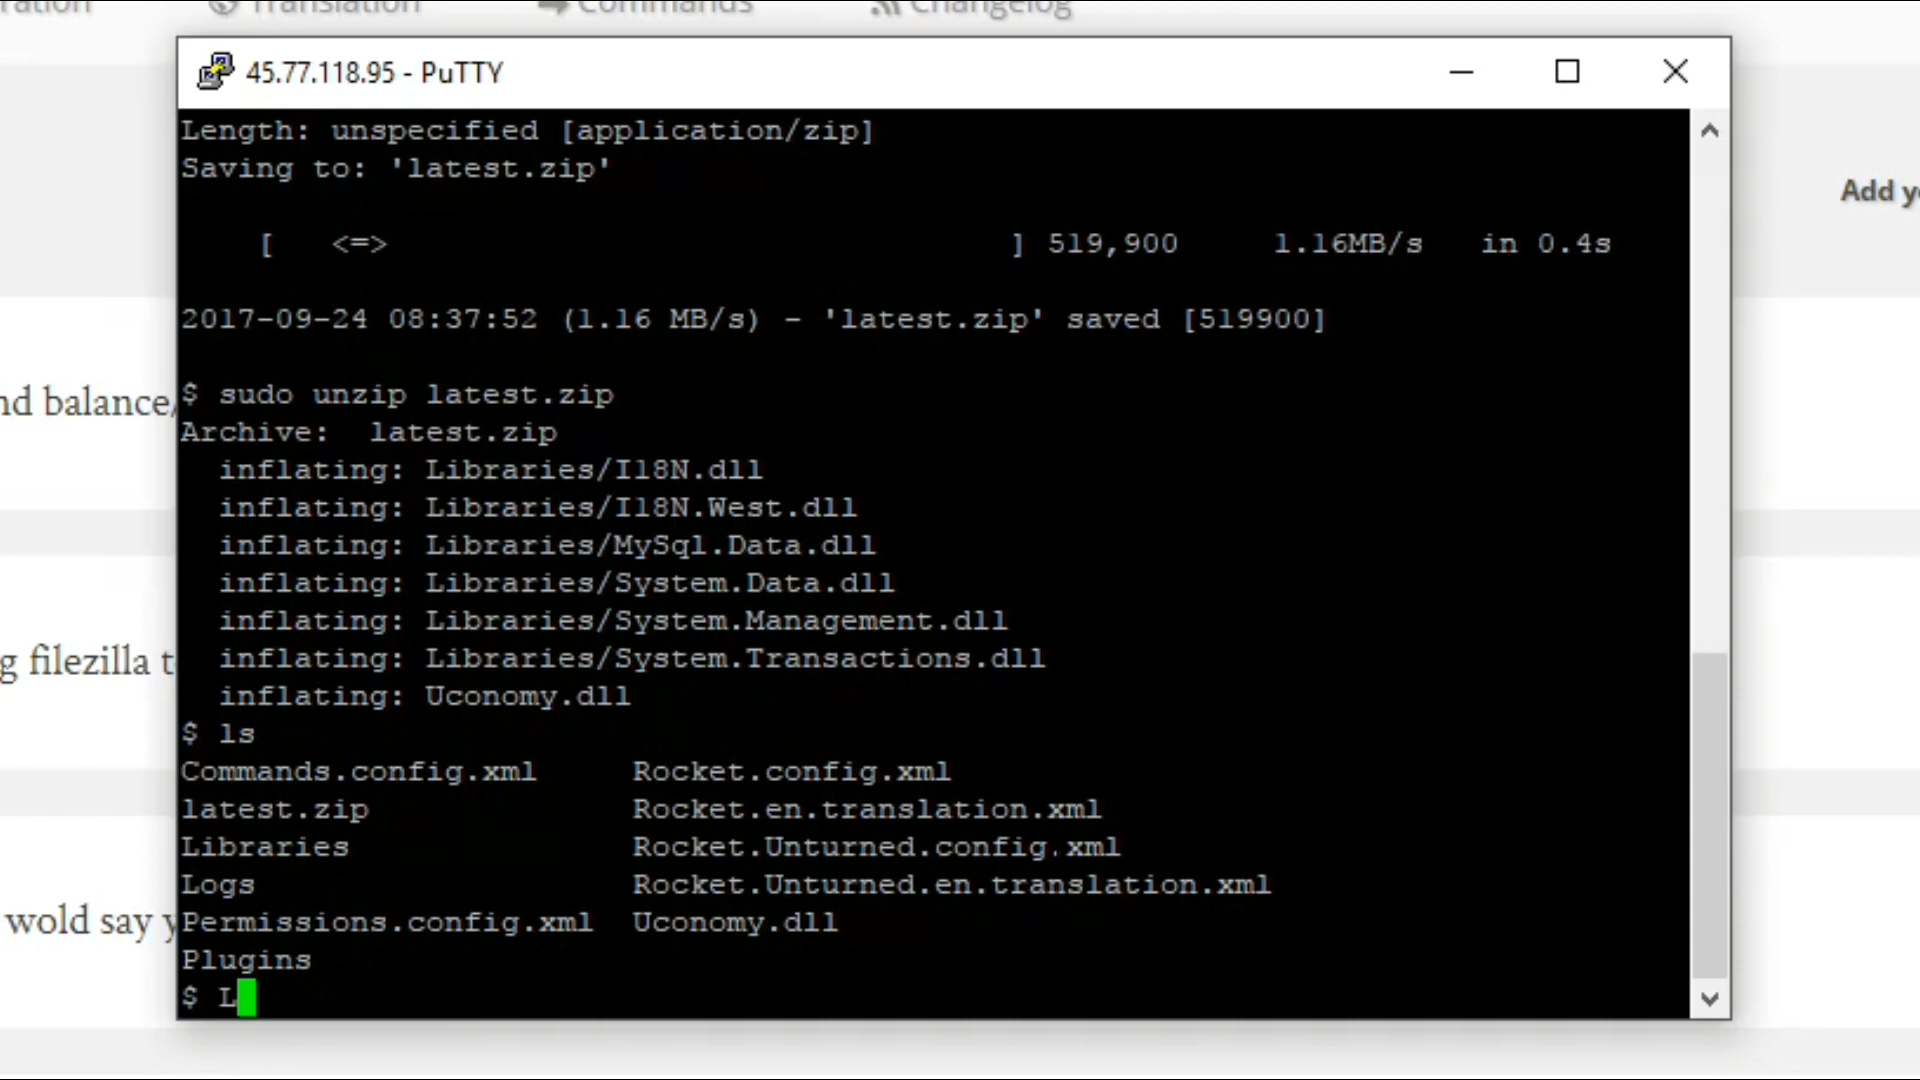 Translation
Commands
Changelog
45.77.118.95 - PuTTY
Length: unspecified [application/zip]
Saving to: 'latest.zip'
[ <=> ] 519,900 1.16MB/s in 0.4s
2017-09-24 08:37:52 (1.16 MB/s) - 'latest.zip' saved [519900]
$ sudo unzip latest.zip
Archive: latest.zip
inflating: Libraries/I18N.dll
inflating: Libraries/I18N.West.dll
inflating: Libraries/MySql.Data.dll
inflating: Libraries/System.Data.dll
inflating: Libraries/System.Management.dll
inflating: Libraries/System.Transactions.dll
inflating: Uconomy.dll
$ ls
Commands.config.xml Rocket.config.xml
latest.zip Rocket.en.translation.xml
Libraries Rocket.Unturned.config.xml
Logs Rocket.Unturned.en.translation.xml
Permissions.config.xml Uconomy.dll
Plugins
$ L
Add
balance/
filezilla
wold say